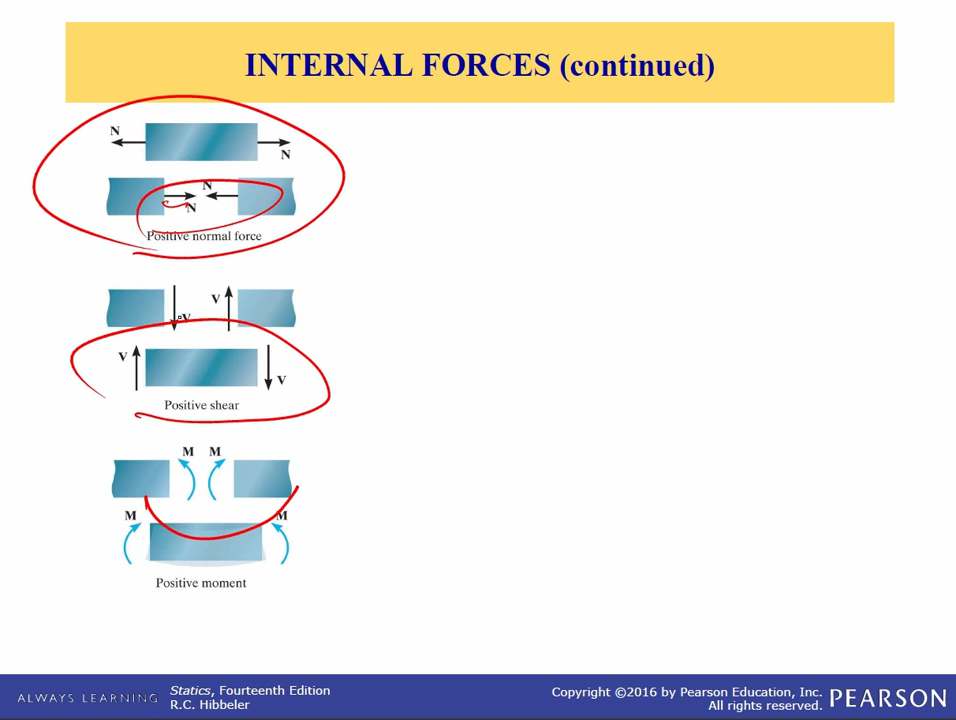 INTERNAL FORCES (continued)
N
N
N
N
Positive normal force
V
V
V
V
Positive shear
M M
M M
Positive moment
ALWAYS LEARNING
Statics, Fourteenth Edition
R.C. Hibbeler
Copyright ©2016 by Pearson Education, Inc.
All rights reserved.
PEARSON